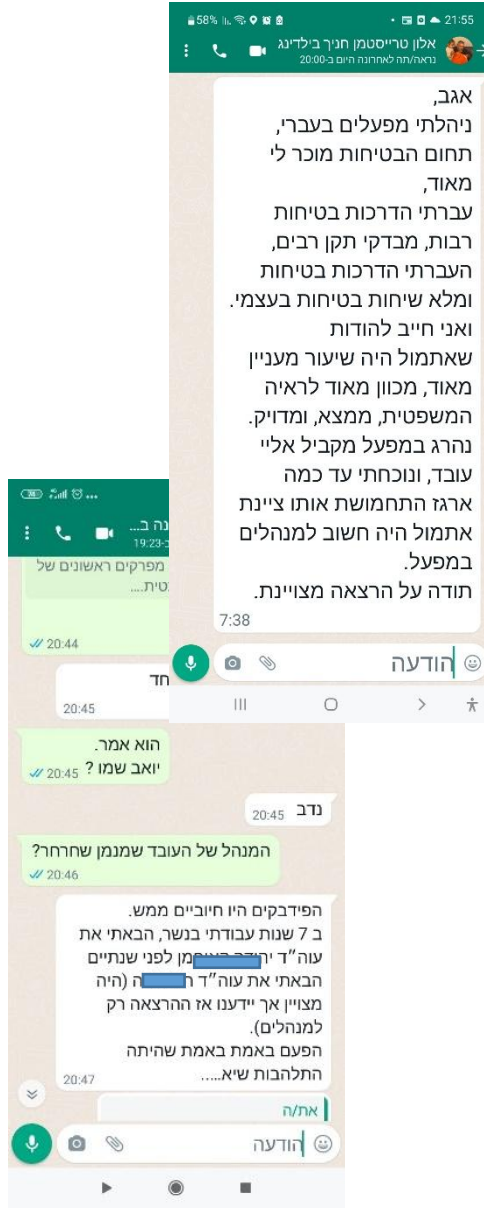 58%
21:55
אלון טרייסטמן חניך בילדינג
נראה/תה לאחרונה היום ב-20:00
אגב,
ניהלתי מפעלים בעברי,
תחום הבטיחות מוכר לי
מאוד,
עברתי הדרכות בטיחות
רבות, מבדקי תקן רבים,
העברתי הדרכות בטיחות
ומלא שיחות בטיחות בעצמי.
ואני חייב להודות
שאתמול היה שיעור מעניין
מאוד, מכוון מאוד לראיה
המשפטית, ממצא, ומדויק.
נהרג במפעל מקביל אליי
עובד, ונוכחתי עד כמה
ארגז התחמושת אותו ציינת
אתמול היה חשוב למנהלים
במפעל.
תודה על הרצאה מצויינת.
7:38
הודעה
נה ב...
19:23
מפרקים ראשונים של
טית....
20:44
חד
20:45
הוא אמר.
יואב שמו ?
20:45
נדב
20:45
המנהל של העובד שמנמן שחרחר?
20:46
הפידבקים היו חיוביים ממש.
ב 7 שנות עבודתי בנשר, הבאתי את
עוה״ד לפני שנתיים
הבאתי את עוה״ד (היה
מצויין אך יידענו אז ההרצאה רק
למנהלים).
הפעם באמת באמת שהיתה
התלהבות שיא.....
20:47
את/ה
הודעה